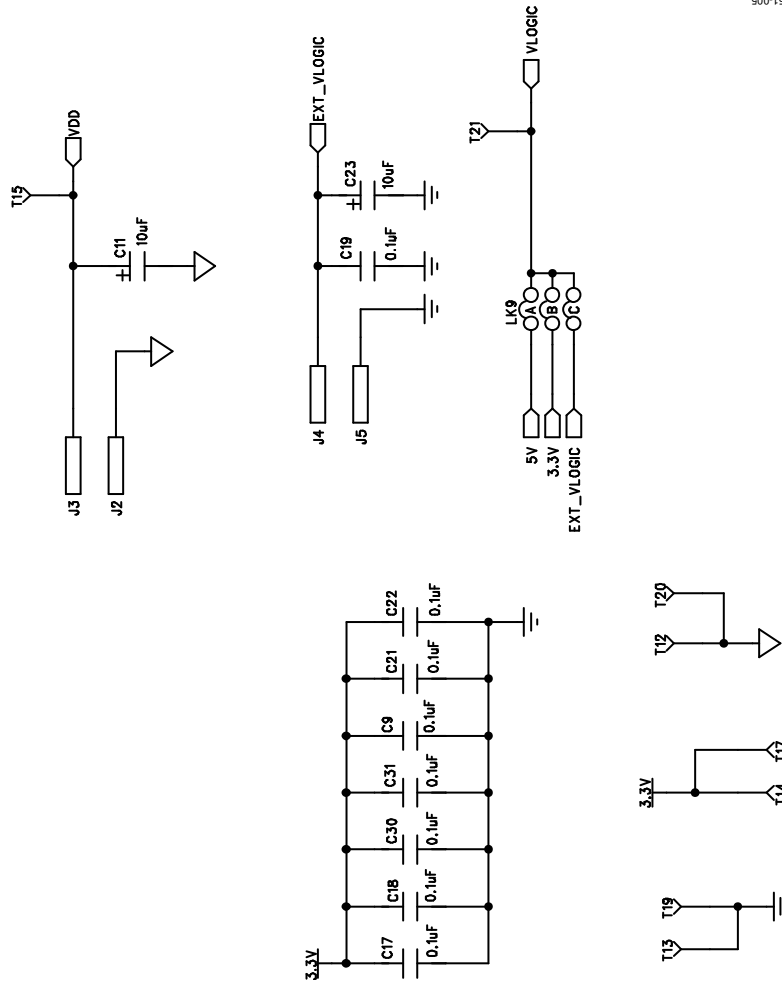 T15
VDD
C11
10uF
J3
J2
EXT_VLOGIC
C23
10uF
C19
0.1uF
J4
J5
VLOGIC
T21
LK9
A
B
C
5V
3.3V
EXT_VLOGIC
3.3V
C17
0.1uF
C18
0.1uF
C30
0.1uF
C31
0.1uF
C9
0.1uF
C21
0.1uF
C22
0.1uF
T20
T12
3.3V
T17
T14
T19
T13